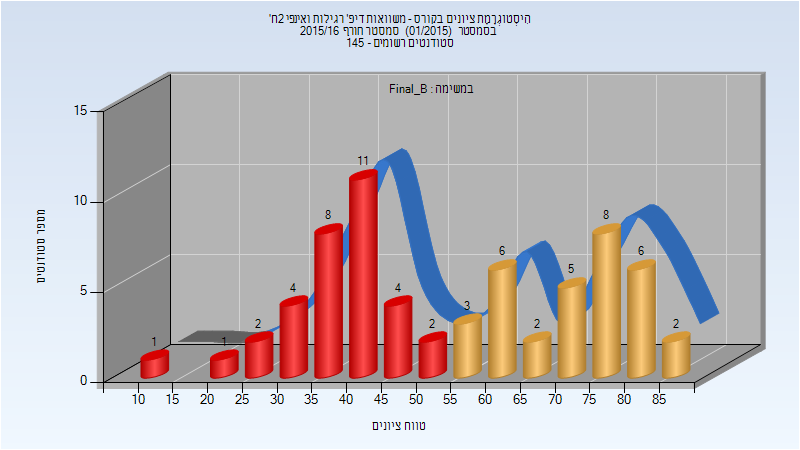 היסְטוגְרָמַת ציונים בקורס - משוואות דיפ' רגילות ואינפי 2ח'
בסמסטר (01/2015) סמסטר חורף 2015/16
סטודנטים רשומים - 145
במשימה : Final_B
מספר סטודנטים
15
10
5
0
1 1 2 4 8 11 4 2 3 6 2 5 8 6 2
10 15 20 25 30 35 40 45 50 55 60 65 70 75 80 85
טווח ציונים